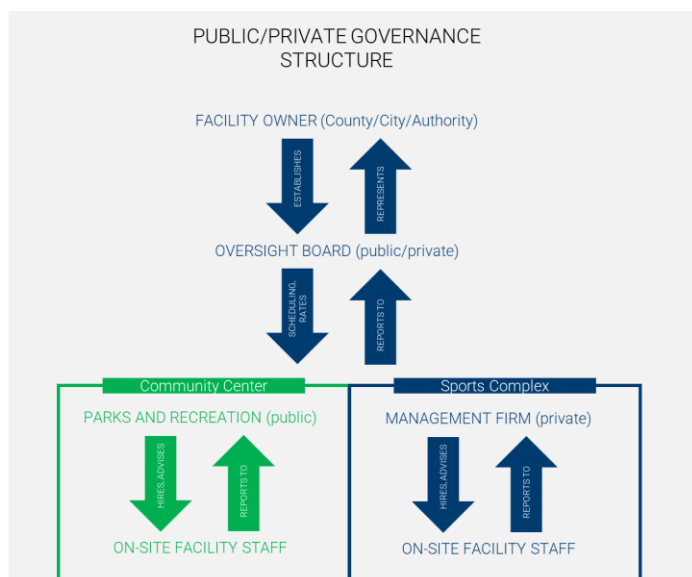 PUBLIC/PRIVATE GOVERNANCE
STRUCTURE
FACILITY OWNER (County/City/Authority)
ESTABLISHES
REPRESENTS
OVERSIGHT BOARD (public/private)
SCHEDULING,
RATES
REPORTS TO
Community Center
Sports Complex
PARKS AND RECREATION (public)
MANAGEMENT FIRM (private)
HIRES, ADVISES
REPORTS TO
HIRES, ADVISES
REPORTS TO
ON-SITE FACILITY STAFF
ON-SITE FACILITY STAFF